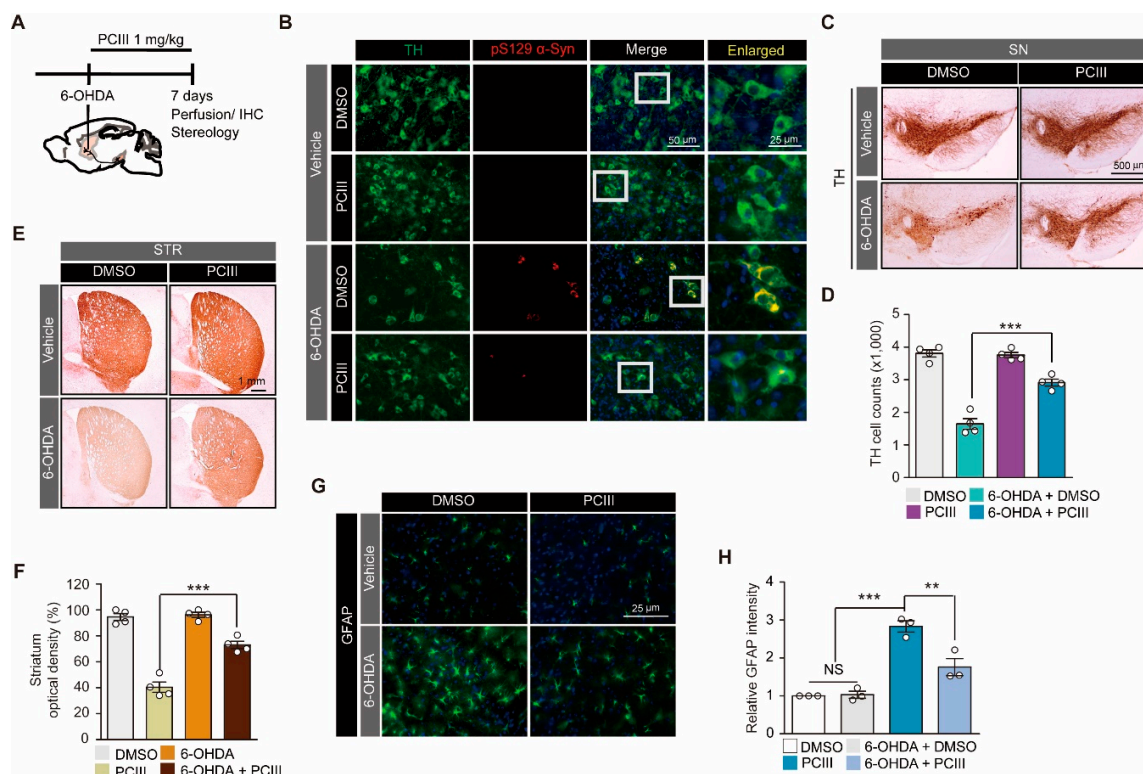 A
PCIII 1 mg/kg
6-OHDA
7 days
Perfusion/ IHC
Stereology
B
TH
pS129 α-Syn
Merge
Enlarged
Vehicle
DMSO
50 μm
25 μm
PCIII
6-OHDA
DMSO
PCIII
C
SN
DMSO
PCIII
TH
Vehicle
500 μm
6-OHDA
D
TH cell counts (x1,000)
5
4
3
2
1
0
***
DMSO
6-OHDA + DMSO
PCIII
6-OHDA + PCIII
E
STR
DMSO
PCIII
Vehicle
1 mm
6-OHDA
F
Striatum
optical density (%)
120
100
80
60
40
20
0
***
DMSO
6-OHDA
PCIII
6-OHDA + PCIII
G
DMSO
PCIII
GFAP
Vehicle
25 μm
6-OHDA
H
Relative GFAP intensity
4
3
2
1
0
NS
***
**
DMSO
6-OHDA + DMSO
PCIII
6-OHDA + PCIII